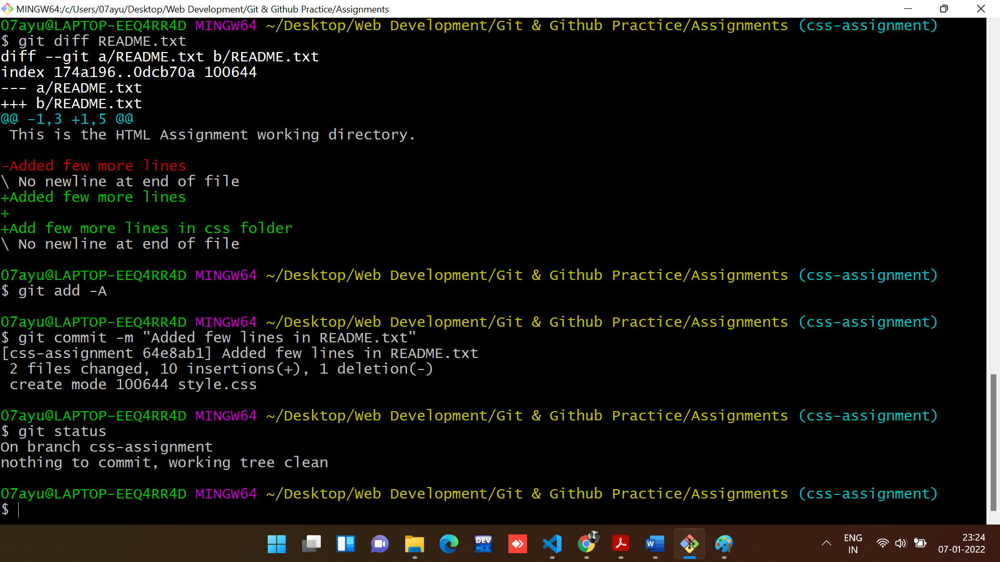 MINGW64:/c/Users/07ayu/Desktop/Web Development/Git & Github Practice/Assignments
07ayu@LAPTOP-EEQ4RR4D MINGW64 ~/Desktop/Web Development/Git & Github Practice/Assignments (css-assignment)
$ git diff README.txt
diff --git a/README.txt b/README.txt
index 174a196..0dcb70a 100644
--- a/README.txt
+++ b/README.txt
@@ -1,3 +1,5 @@
 This is the HTML Assignment working directory.
-Added few more lines
\ No newline at end of file
+Added few more lines
+
+Add few more lines in css folder
\ No newline at end of file
07ayu@LAPTOP-EEQ4RR4D MINGW64 ~/Desktop/Web Development/Git & Github Practice/Assignments (css-assignment)
$ git add -A
07ayu@LAPTOP-EEQ4RR4D MINGW64 ~/Desktop/Web Development/Git & Github Practice/Assignments (css-assignment)
$ git commit -m "Added few lines in README.txt"
[css-assignment 64e8ab1] Added few lines in README.txt
 2 files changed, 10 insertions(+), 1 deletion(-)
 create mode 100644 style.css
07ayu@LAPTOP-EEQ4RR4D MINGW64 ~/Desktop/Web Development/Git & Github Practice/Assignments (css-assignment)
$ git status
On branch css-assignment
nothing to commit, working tree clean
07ayu@LAPTOP-EEQ4RR4D MINGW64 ~/Desktop/Web Development/Git & Github Practice/Assignments (css-assignment)
$
DEV
C++
W
ENG
IN
23:24
07-01-2022